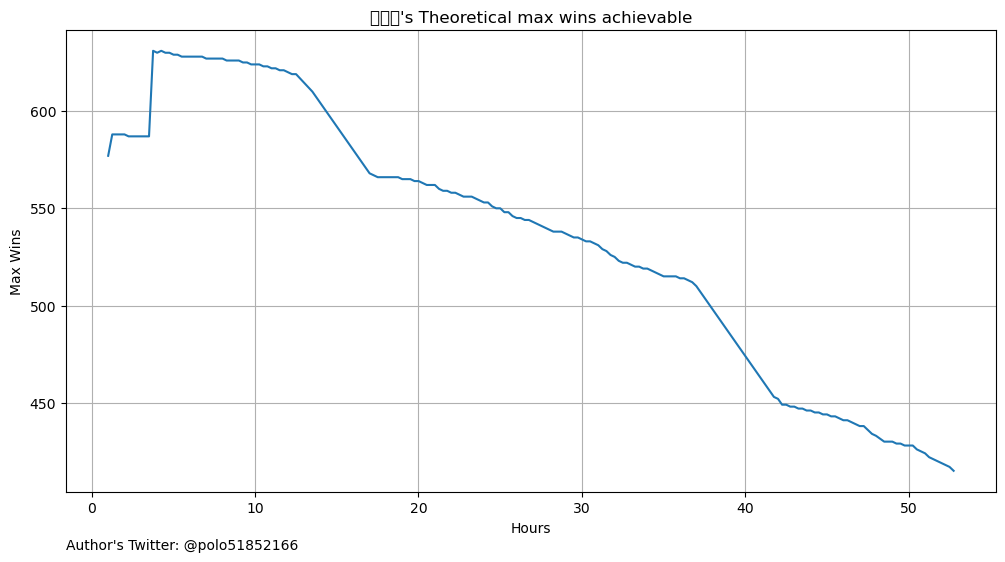 's Theoretical max wins achievable
Max Wins
600
550
500
450
0 10 20 30 40 50
Hours
Author's Twitter: @polo51852166